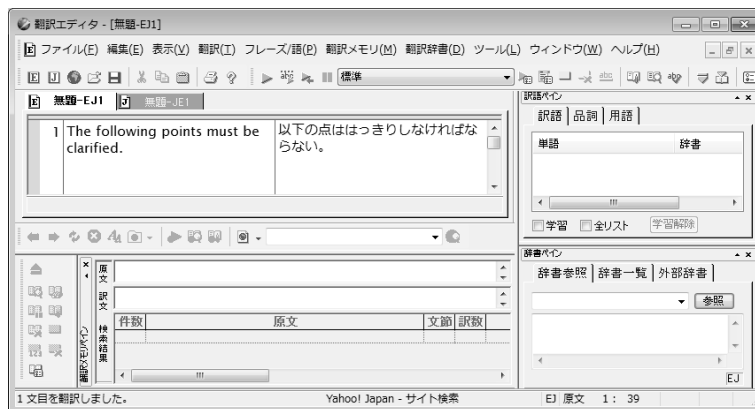 翻訳エディタ - [無題-EJ1]
ファイル(F) 編集(E) 表示(V) 翻訳(T) フレーズ/語(P) 翻訳メモリ(M) 翻訳辞書(D) ツール(L) ウィンドウ(W) ヘルプ(H)
標準
無題-EJ1 無題-JE1
1 The following points must be
clarified.
以下の点ははっきりしなければな
らない。
訳語ペイン
訳語 品詞 用語
単語 辞書
学習 全リスト 学習解除
原文
訳文
検索結果
件数 原文 文節 訳数
翻訳メモリペイン
辞書ペイン
辞書参照 辞書一覧 外部辞書
参照
EJ
1 文目を翻訳しました。 Yahoo! Japan - サイト検索 EJ 原文 1: 39